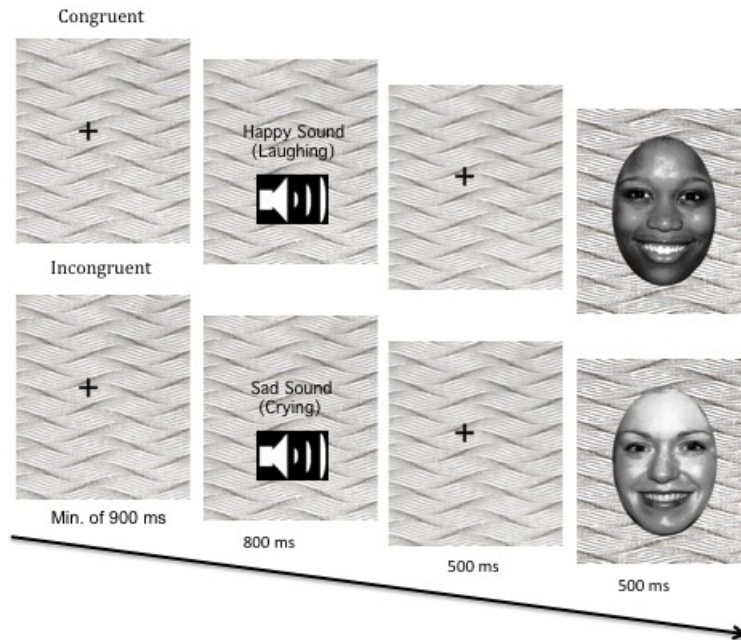 Congruent
Happy Sound
(Laughing)
Incongruent
Sad Sound
(Crying)
Min. of 900 ms
800 ms
500 ms
500 ms